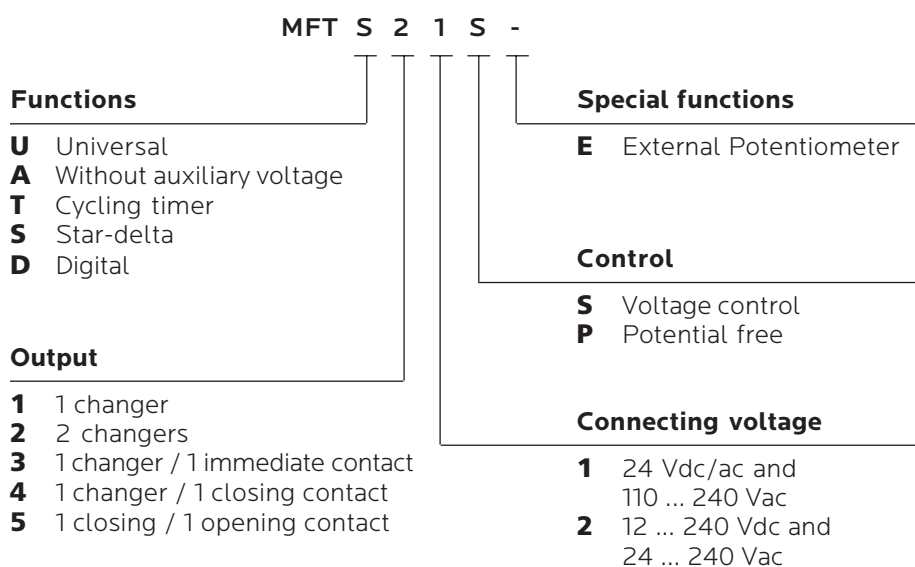 MFT S 2 1 S -
Functions
U Universal
A Without auxiliary voltage
T Cycling timer
S Star-delta
D Digital
Output
1 1 changer
2 2 changers
3 1 changer / 1 immediate contact
4 1 changer / 1 closing contact
5 1 closing / 1 opening contact
Special functions
E External Potentiometer
Control
S Voltage control
P Potential free
Connecting voltage
1 24 Vdc/ac and
110 ... 240 Vac
2 12 ... 240 Vdc and
24 ... 240 Vac